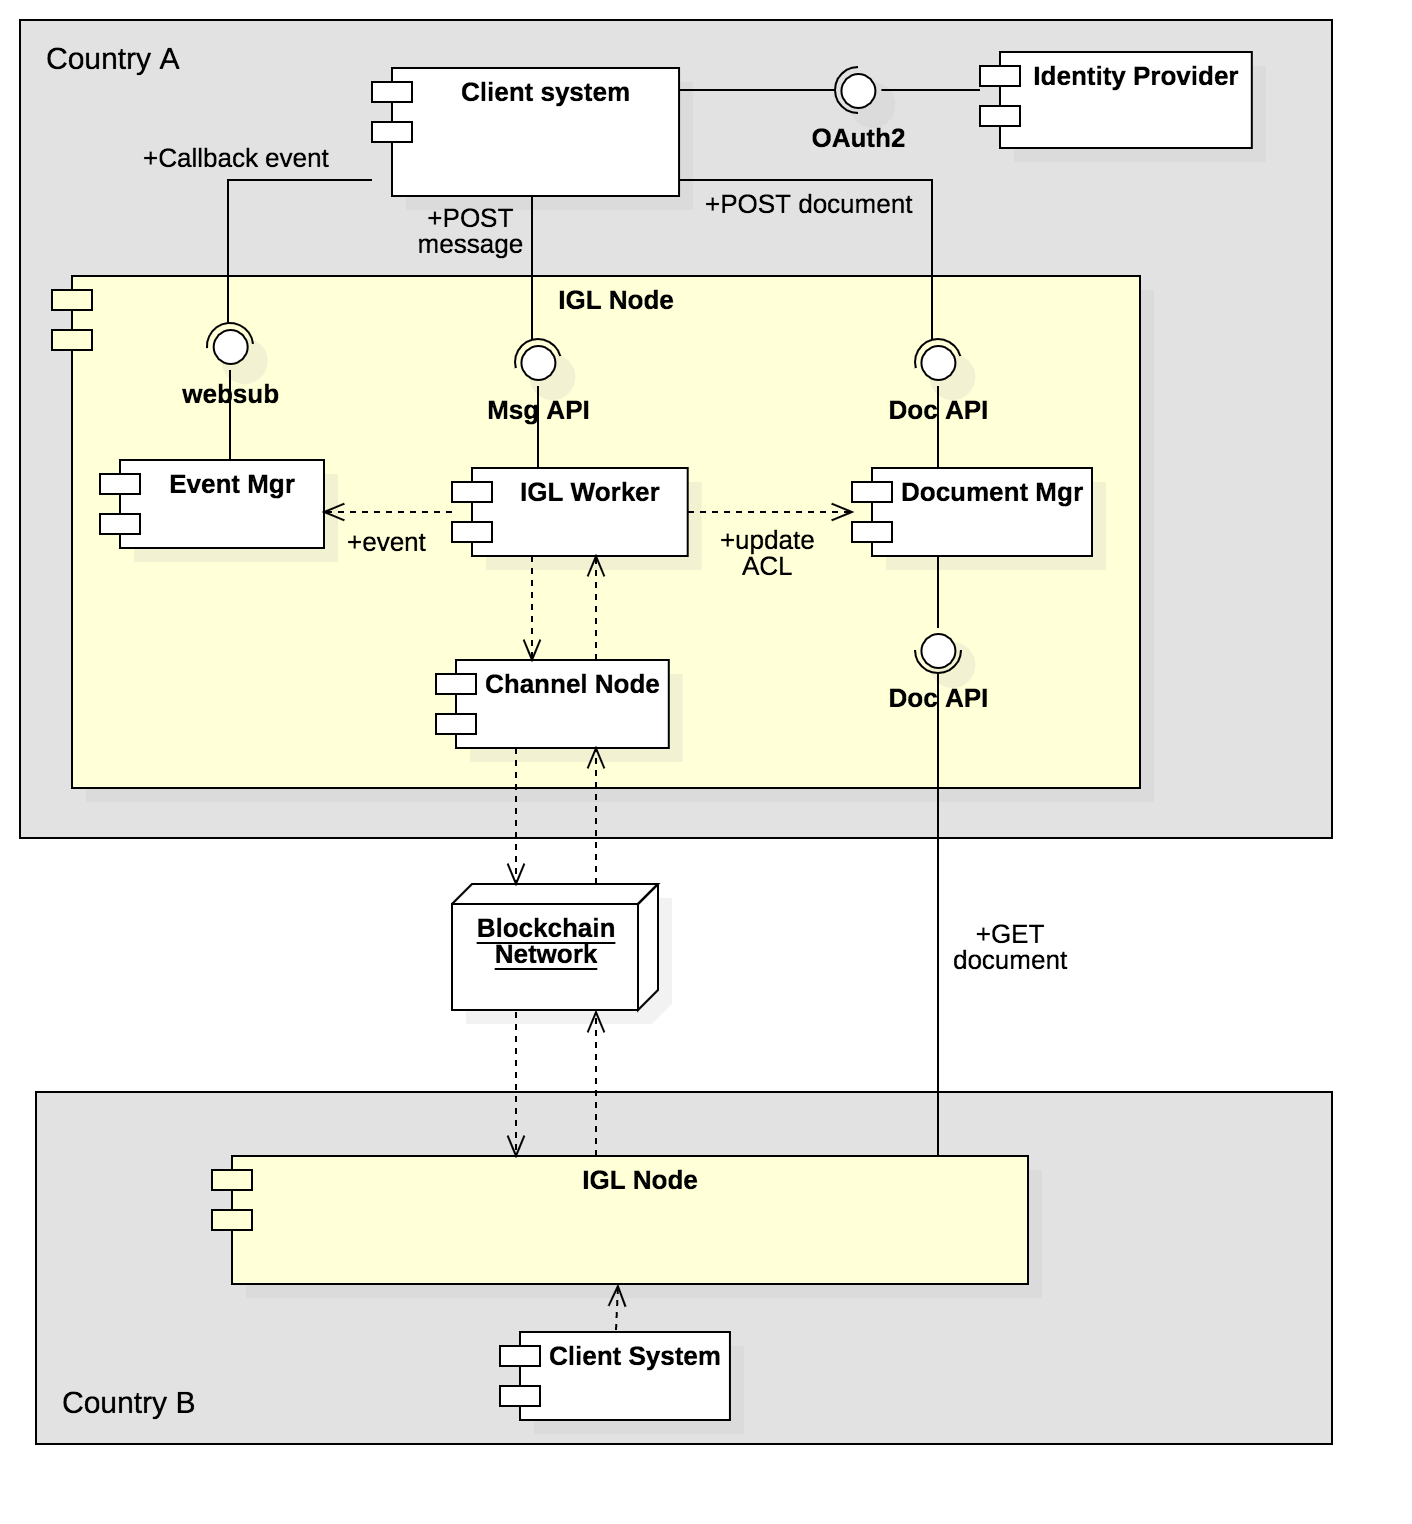 Country A
Client system
Identity Provider
OAuth2
+Callback event
+POST
message
+POST document
IGL Node
websub
Msg API
Doc API
Event Mgr
IGL Worker
Document Mgr
+event
+update
ACL
Channel Node
Doc API
Blockchain
Network
+GET
document
IGL Node
Client System
Country B